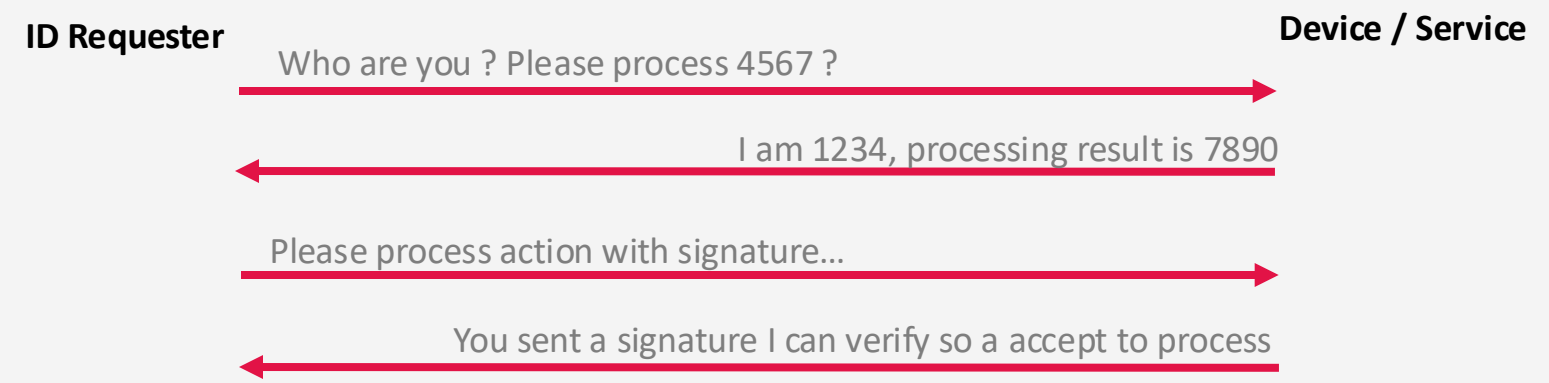 ID Requester
Device / Service
Who are you ? Please process 4567 ?
I am 1234, processing result is 7890
Please process action with signature…
You sent a signature I can verify so a accept to process